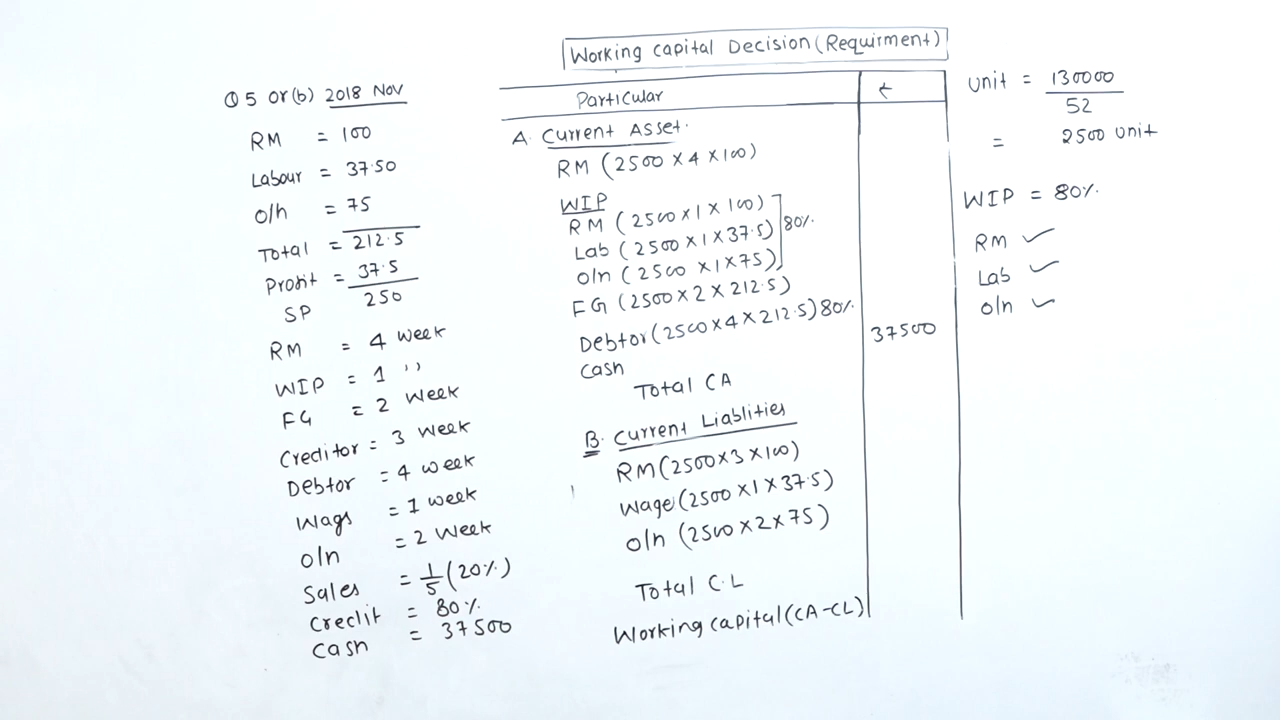 Working Capital Decision (Requirment)
Q5 Or(b) 2018 Nov
RM = 100
Labour = 37.50
O/h = 75
Total = 212.5
Profit = 37.5
SP 250
RM = 4 Week
WIP = 1 ,,
FG = 2 Week
Creditor = 3 Week
Debtor = 4 week
Wags = 1 week
O/n = 2 Week
Sales = 1/5 (20%)
Credit = 80%
Cash = 37500
Particular ₹
A. Current Asset.
RM (2500 X 4 X 100)
WIP
RM (2500 X 1 X 100)
Lab (2500 X 1 X 37.5) 80%
O/n (2500 X 1 X 75)
FG (2500 X 2 X 212.5)
Debtor (2500 X 4 X 212.5) 80%
Cash 37500
Total CA
B. Current Liablities
RM (2500 X 3 X 100)
Wage (2500 X 1 X 37.5)
O/n (2500 X 2 X 75)
Total C.L
Working capital (CA-CL)
Unit = 130000
52
= 2500 Unit
WIP = 80%
RM ✓
Lab ✓
O/n ✓